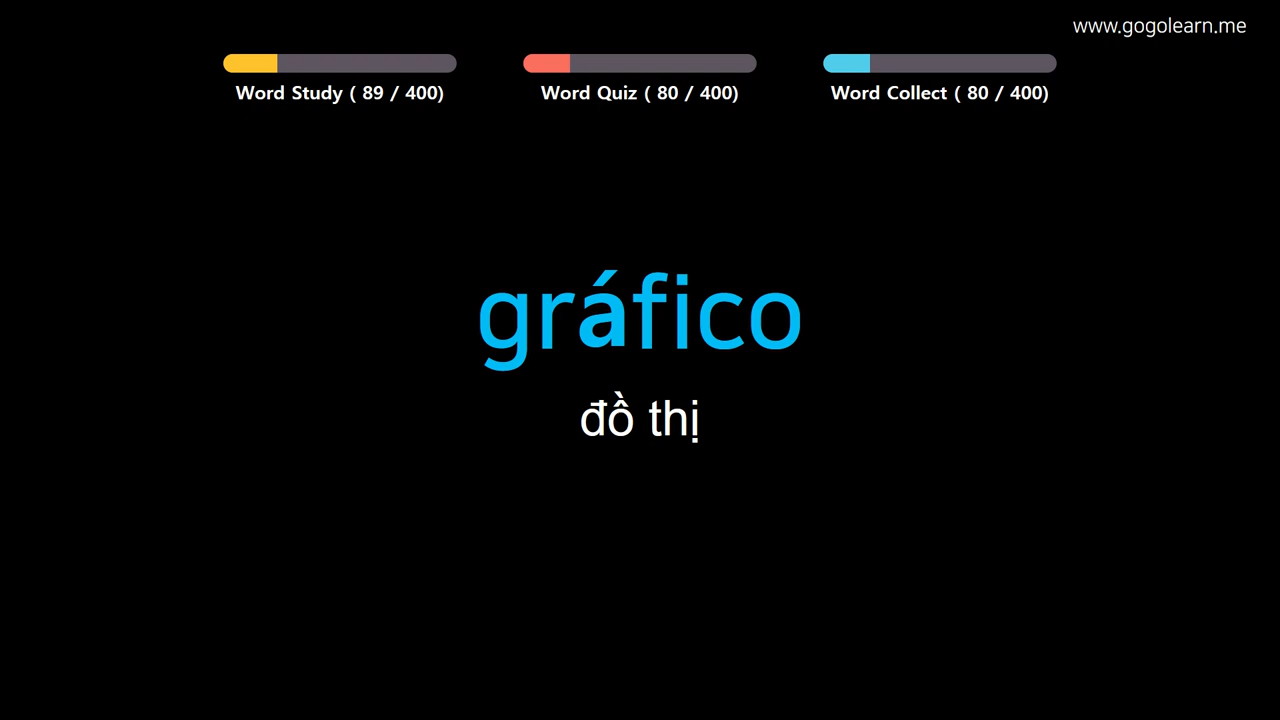 www.gogolearn.me
Word Study ( 89 / 400)
Word Quiz ( 80 / 400)
Word Collect ( 80 / 400)
gráfico
đồ thị